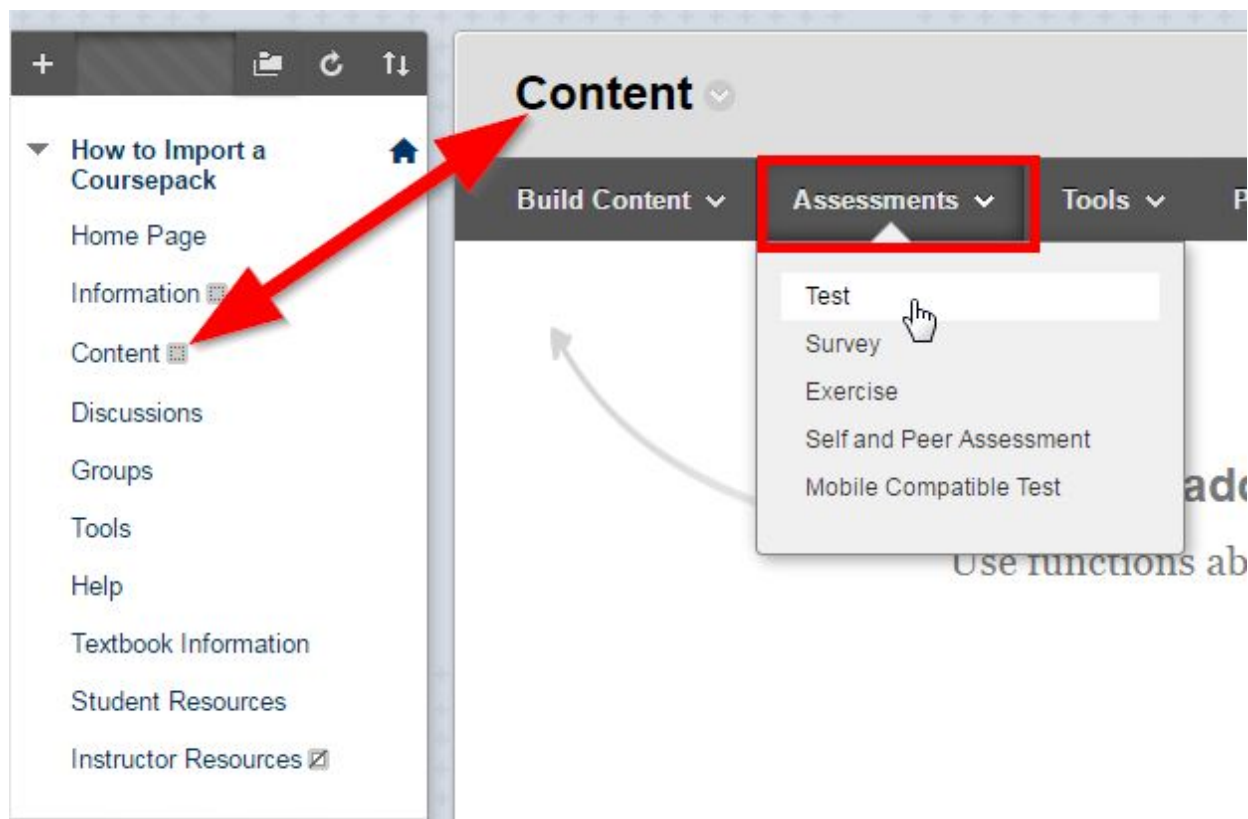 How to Import a
Coursepack
Home Page
Information
Content
Discussions
Groups
Tools
Help
Textbook Information
Student Resources
Instructor Resources
Content
Build Content
Assessments
Tools
P
Test
Survey
Exercise
Self and Peer Assessment
Mobile Compatible Test
add
Use functions ab